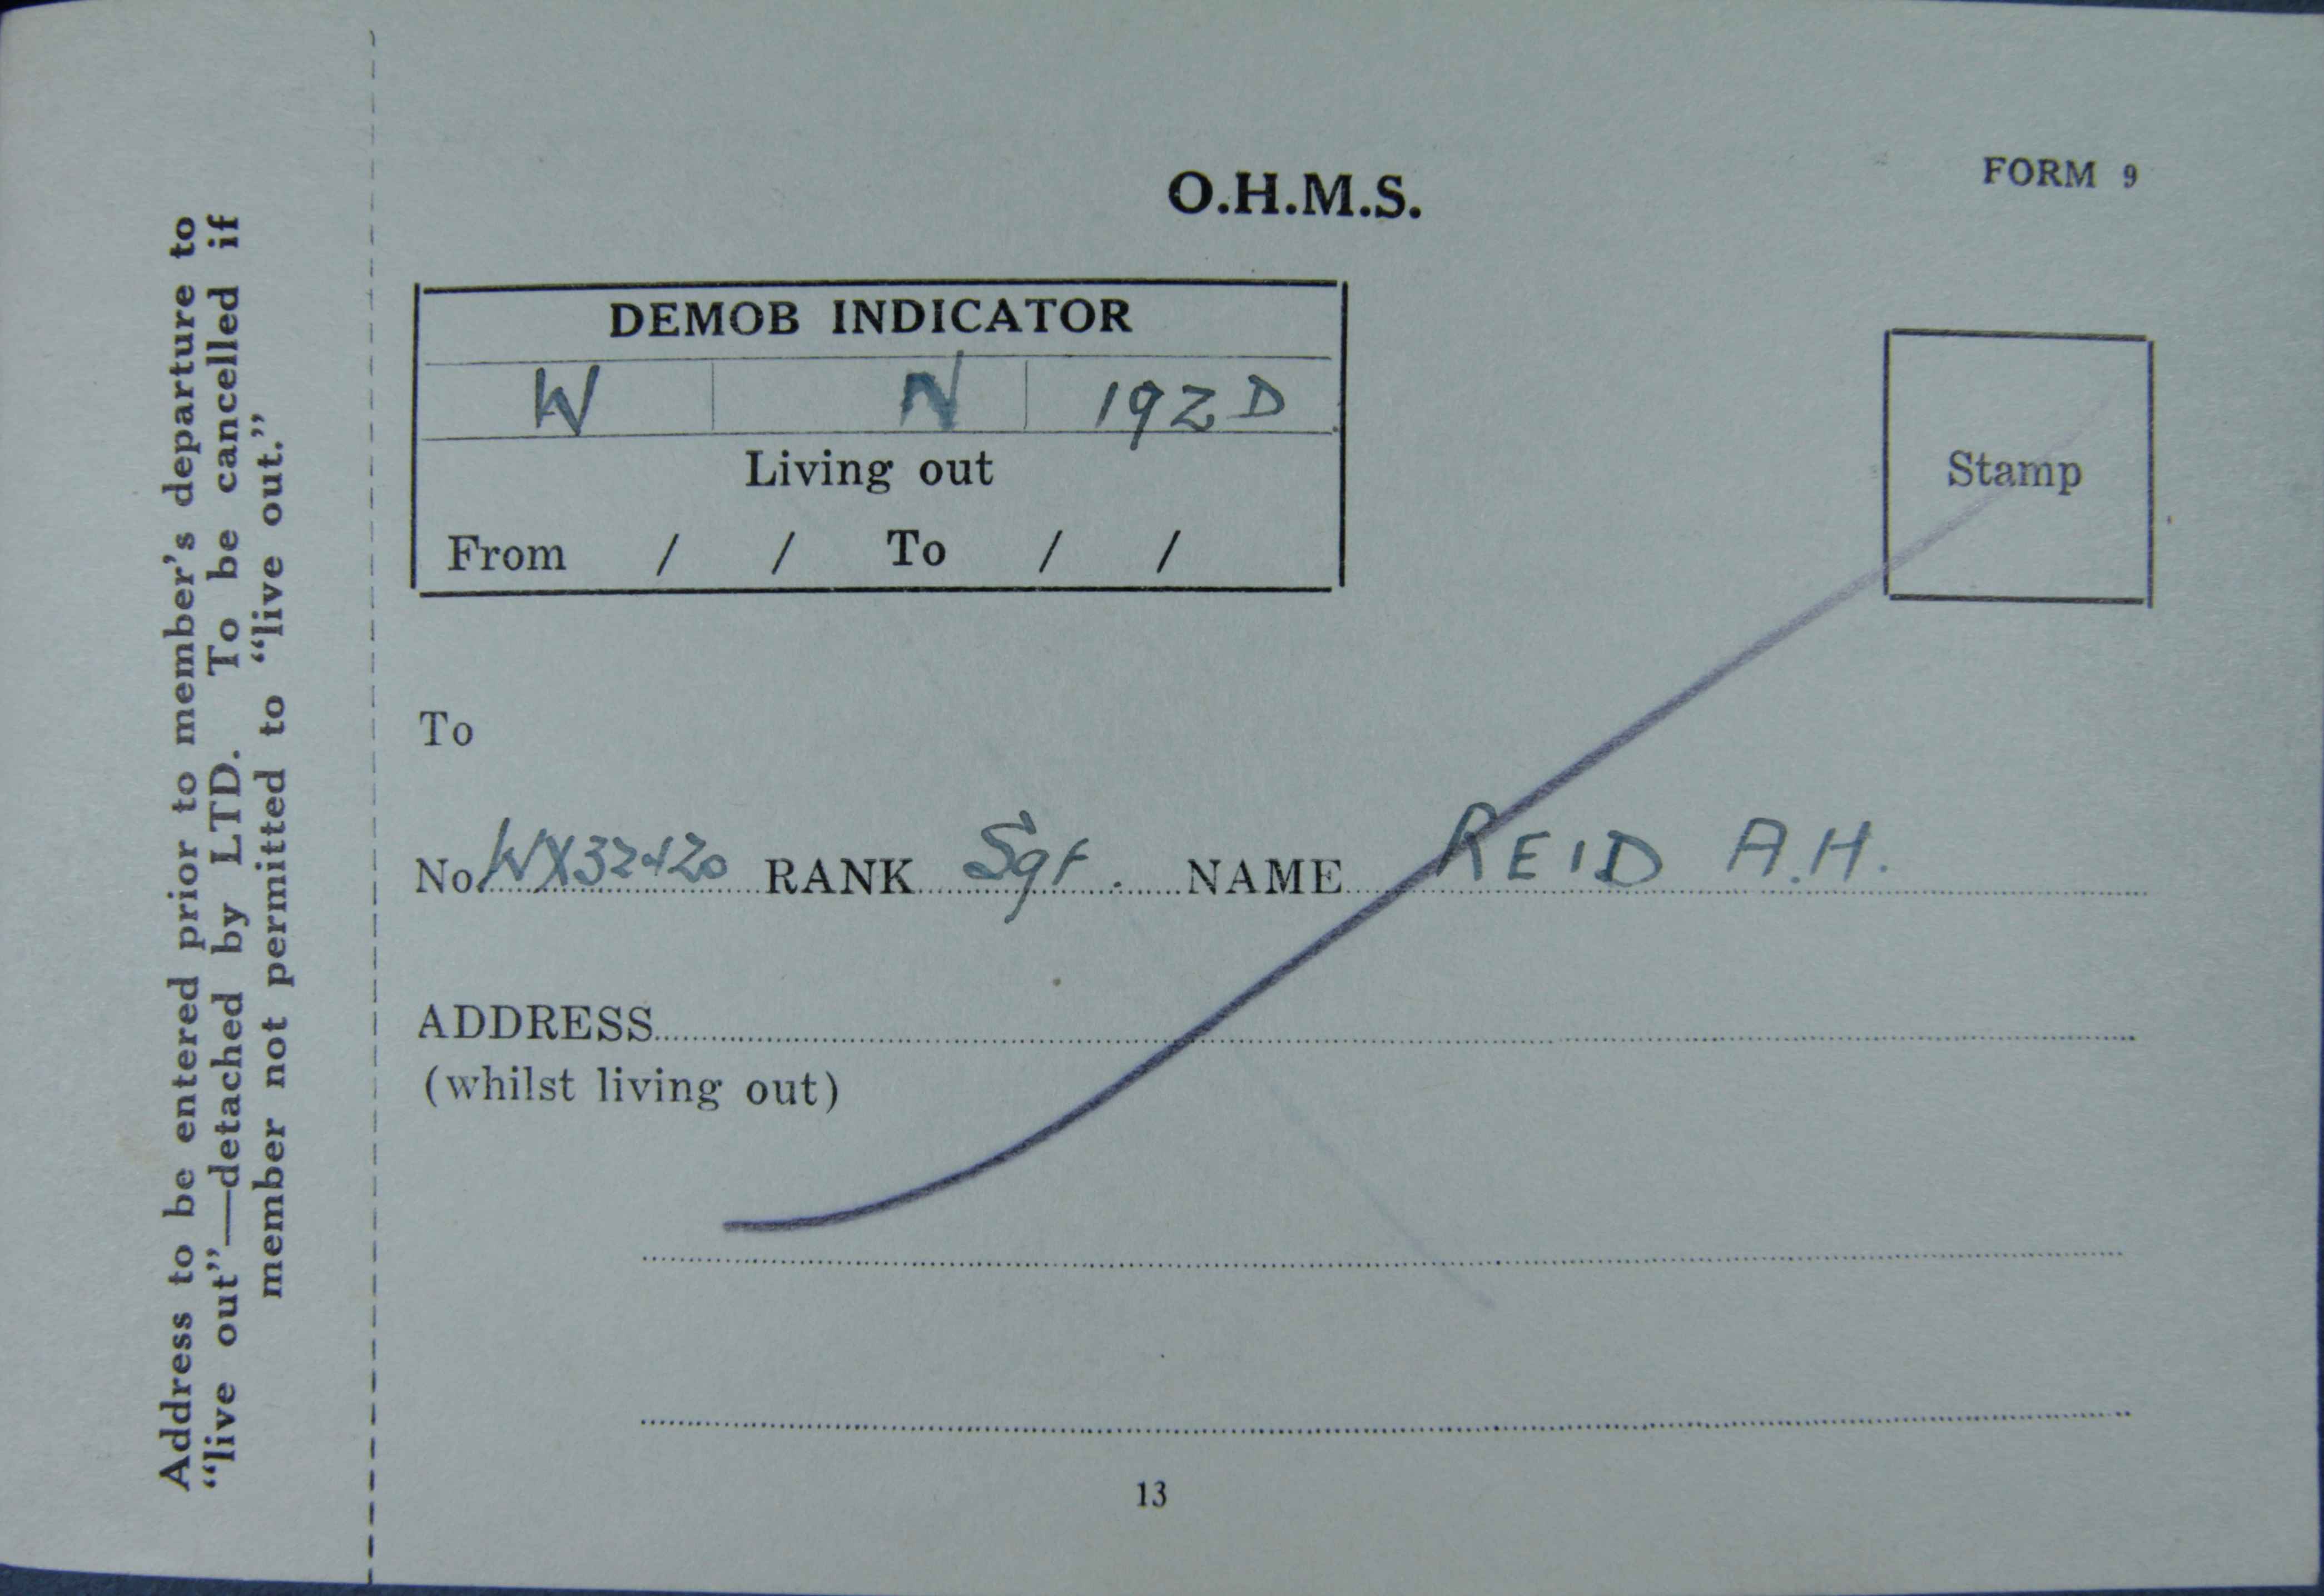 Address to be entered prior to member's departure to
"live out"—detached by LTD. To be cancelled if
member not permitted to "live out."
FORM 9
O.H.M.S.
DEMOB INDICATOR
W N 192 D
Living out
From / / To / /
Stamp
To
No. WX32420 RANK Sgt. NAME REID A.H.
ADDRESS
(whilst living out)
13